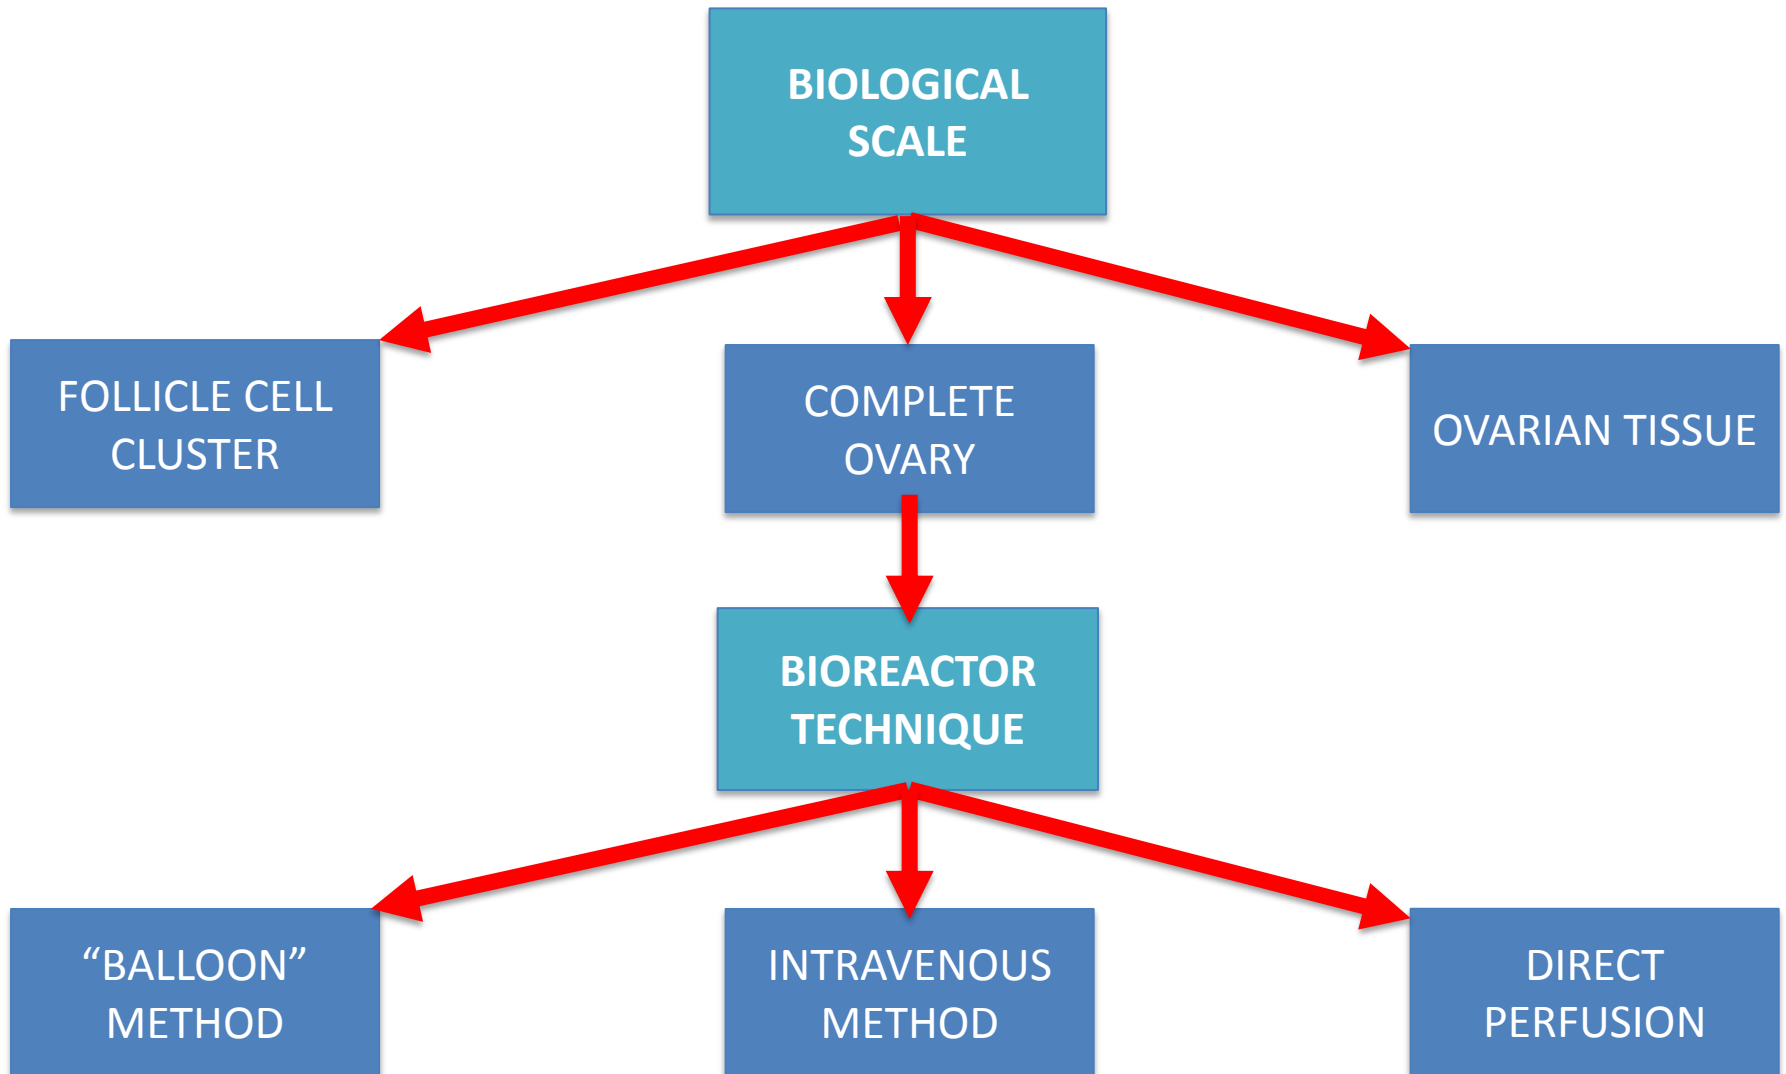 BIOLOGICAL
SCALE
FOLLICLE CELL
CLUSTER
COMPLETE
OVARY
OVARIAN TISSUE
BIOREACTOR
TECHNIQUE
“BALLOON”
METHOD
INTRAVENOUS
METHOD
DIRECT
PERFUSION